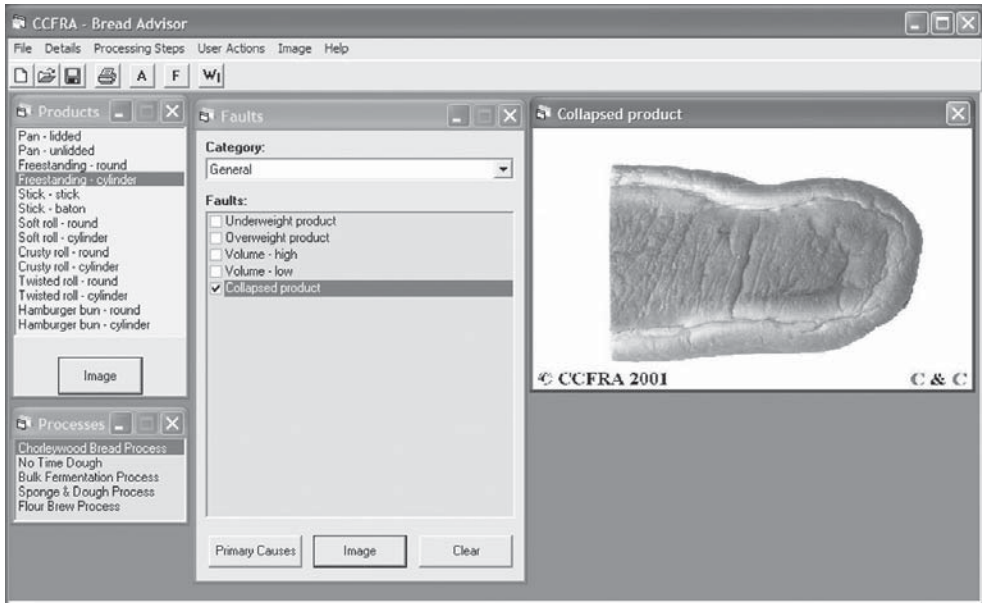 CCFRA - Bread Advisor
File Details Processing Steps User Actions Image Help
A F W|
Products
Pan - lidded
Pan - unlidded
Freestanding - round
Freestanding - cylinder
Stick - stick
Stick - baton
Soft roll - round
Soft roll - cylinder
Crusty roll - round
Crusty roll - cylinder
Twisted roll - round
Twisted roll - cylinder
Hamburger bun - round
Hamburger bun - cylinder
Image
Processes
Chorleywood Bread Process
No Time Dough
Bulk Fermentation Process
Sponge & Dough Process
Flour Brew Process
Faults
Category:
General
Faults:
Underweight product
Overweight product
Volume - high
Volume - low
Collapsed product
Primary Causes Image Clear
Collapsed product
© CCFRA 2001 C & C